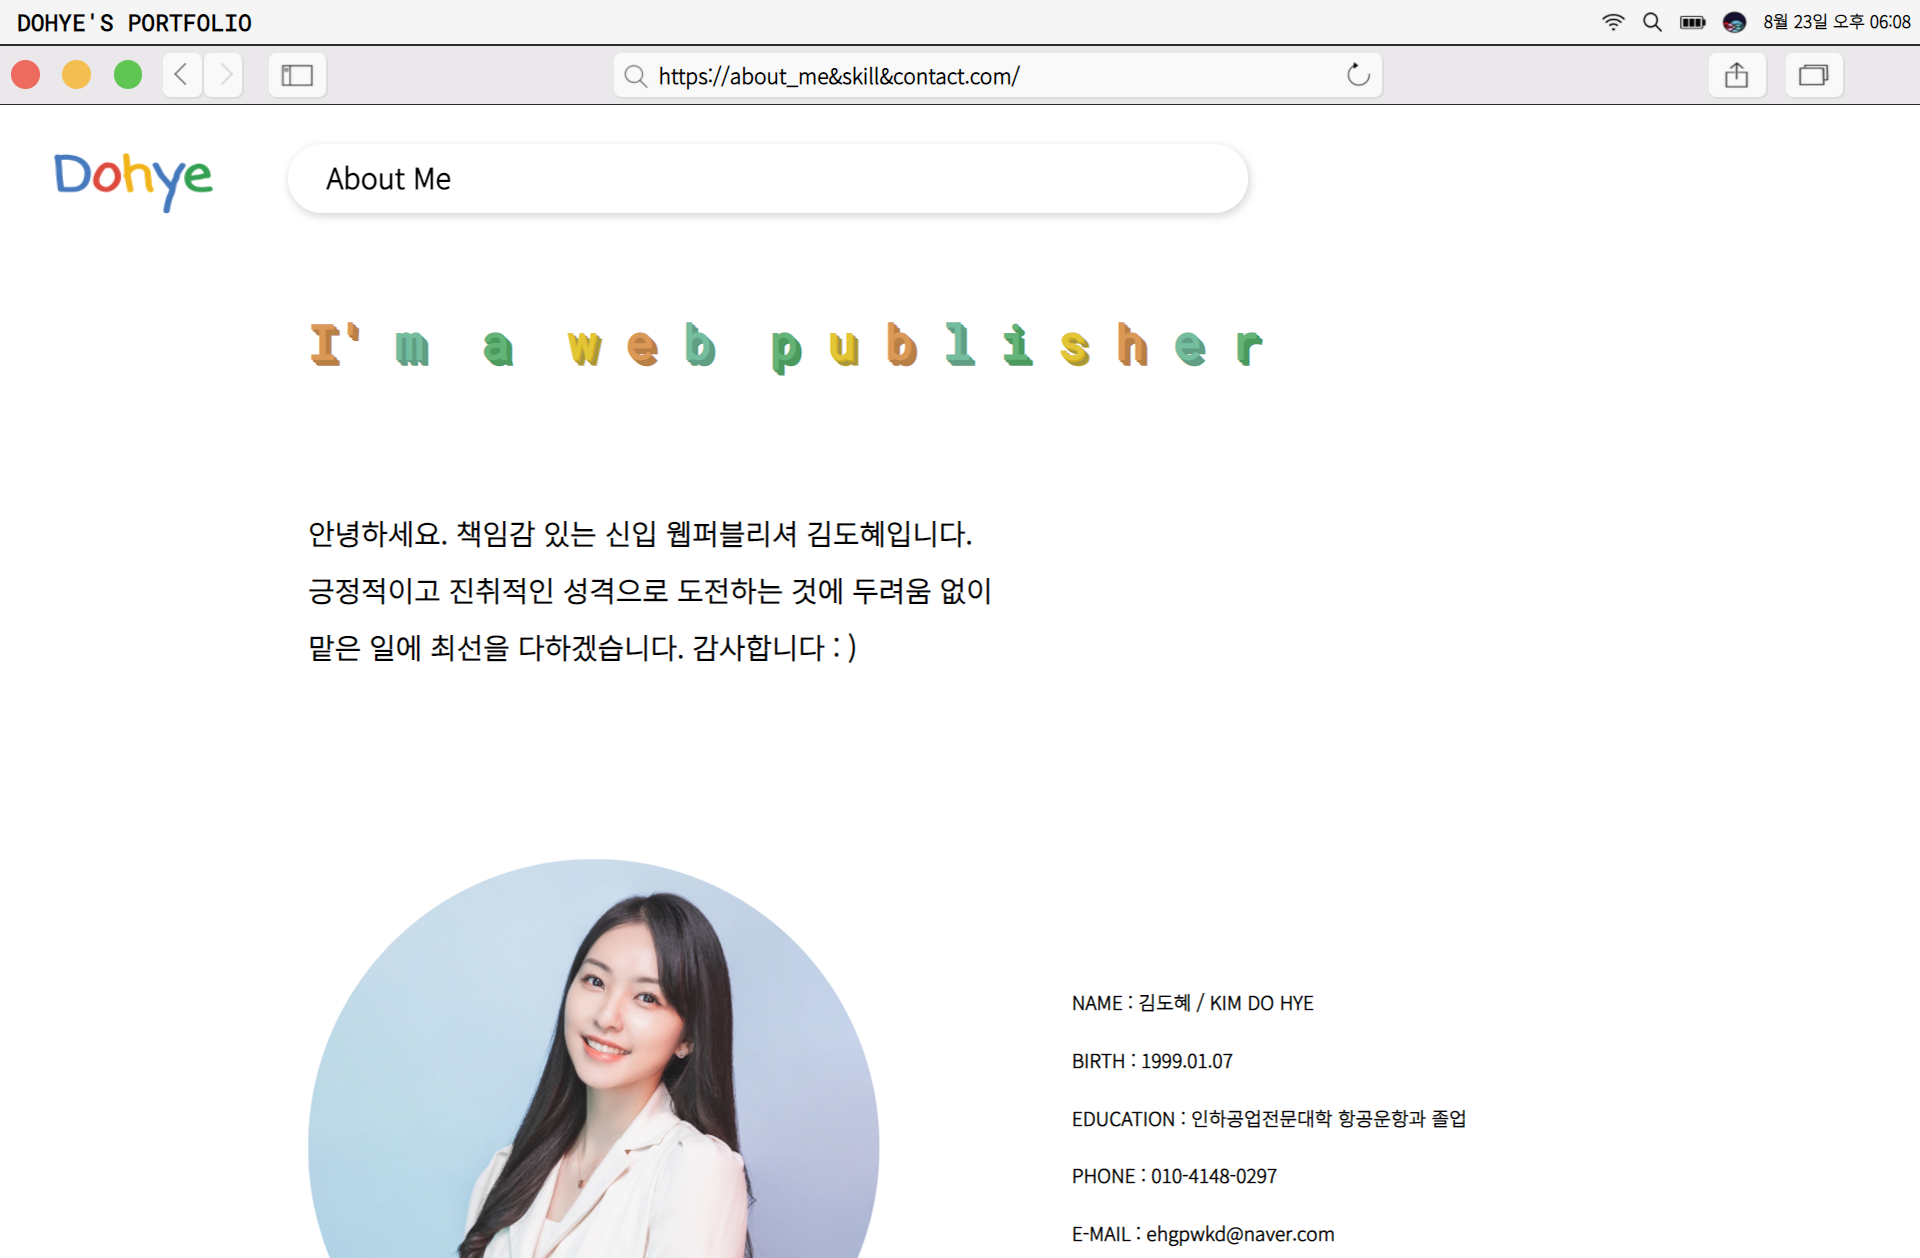 DOHYE'S PORTFOLIO
8월 23일 오후 06:08
https://about_me&skill&contact.com/
Dohye
About Me
I'm a web publisher
안녕하세요. 책임감 있는 신입 웹퍼블리셔 김도혜입니다.
긍정적이고 진취적인 성격으로 도전하는 것에 두려움 없이
맡은 일에 최선을 다하겠습니다. 감사합니다 : )
NAME : 김도혜 / KIM DO HYE
BIRTH : 1999.01.07
EDUCATION : 인하공업전문대학 항공운항과 졸업
PHONE : 010-4148-0297
E-MAIL : ehgpwkd@naver.com